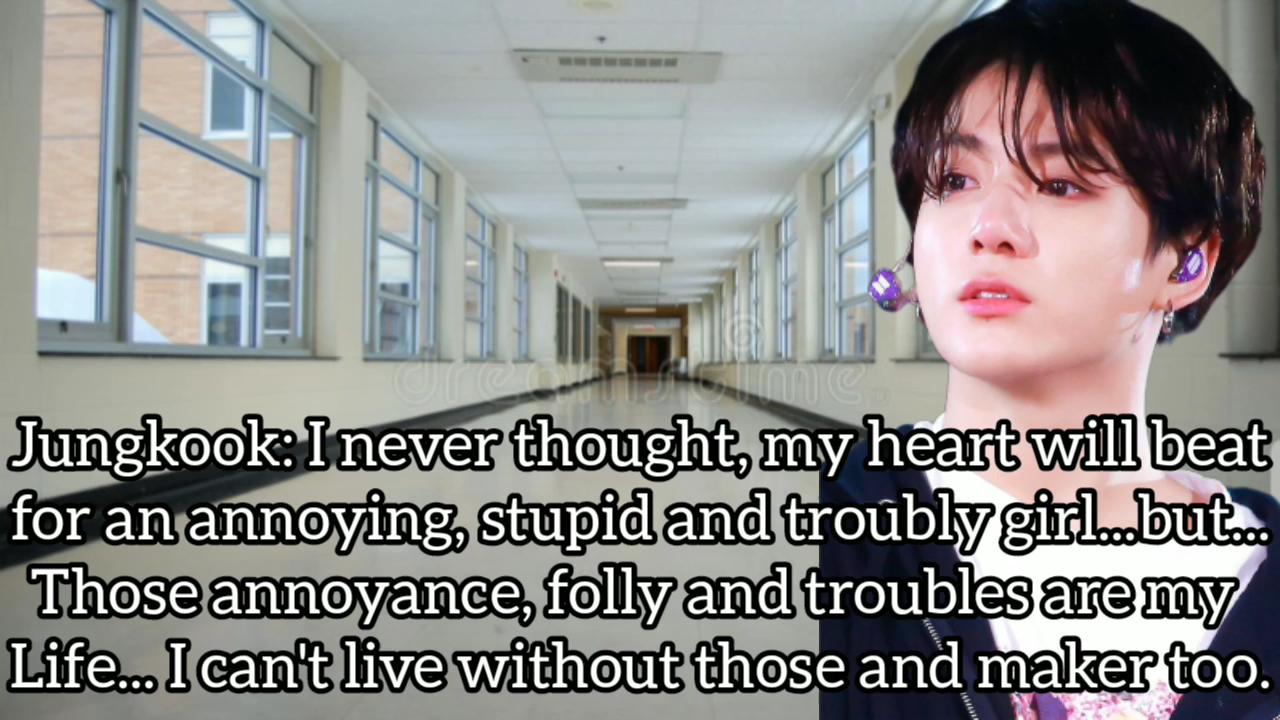 dreamstime
Jungkook: I never thought, my heart will beat
for an annoying, stupid and troubly girl...but...
Those annoyance, folly and troubles are my
Life... I can't live without those and maker too.